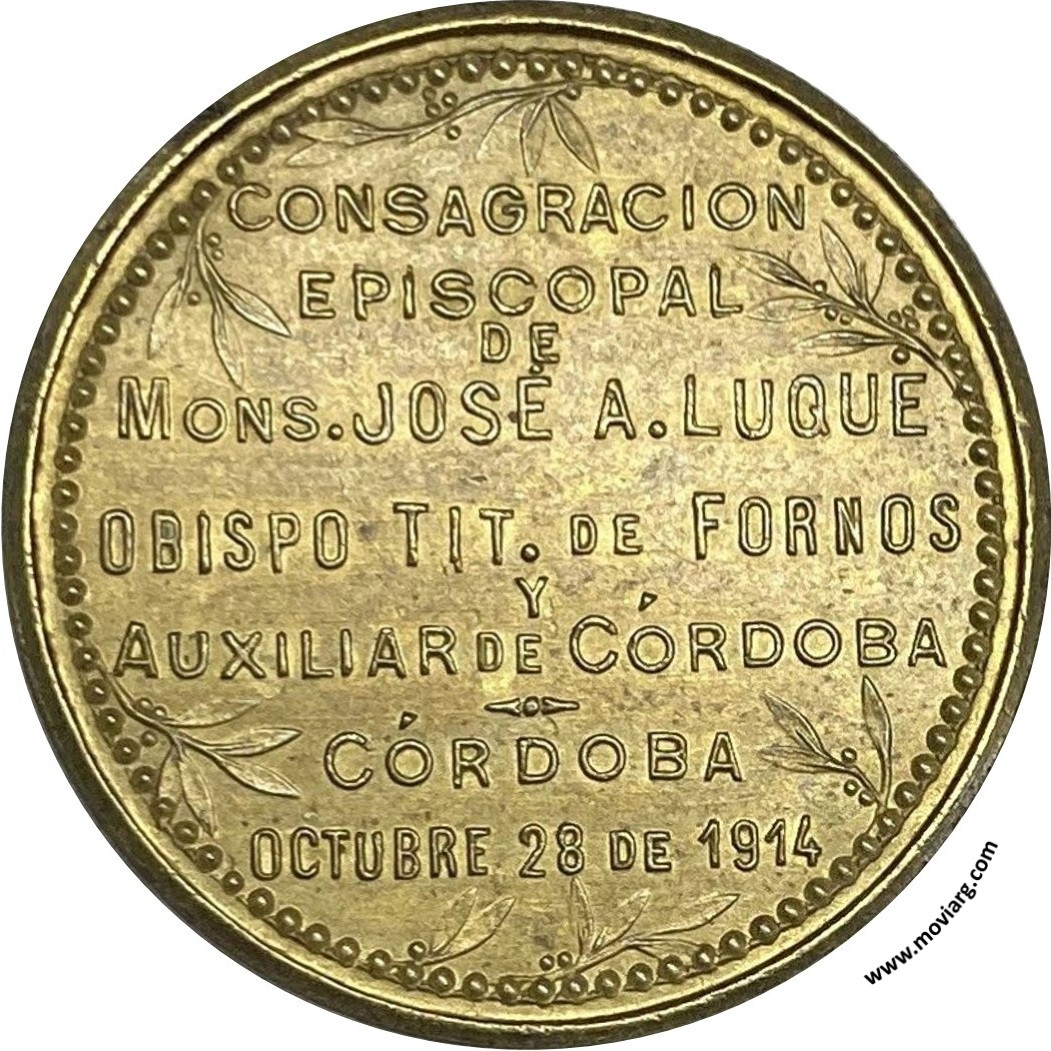 CONSAGRACION
EPISCOPAL
DE
MONS. JOSÉ A. LUQUE
OBISPO TIT. DE FORNOS
Y
AUXILIAR DE CÓRDOBA
CÓRDOBA
OCTUBRE 28 DE 1914
www.moviarg.com